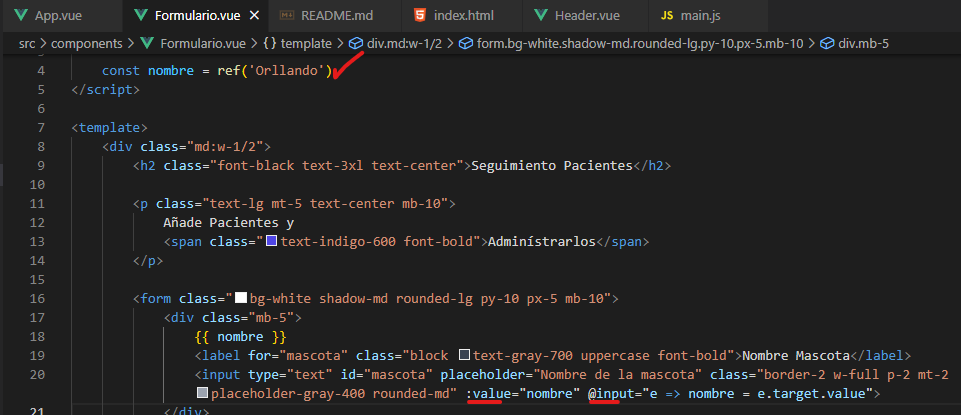 App.vue Formulario.vue README.md index.html Header.vue JS main.js
src > components > Formulario.vue > {} template > div.md:w-1/2 > form.bg-white.shadow-md.rounded-lg.py-10.px-5.mb-10 > div.mb-5
4 const nombre = ref('Orllando')
5 </script>
6
7 <template>
8 <div class="md:w-1/2">
9 <h2 class="font-black text-3xl text-center">Seguimiento Pacientes</h2>
10
11 <p class="text-lg mt-5 text-center mb-10">
12 Añade Pacientes y
13 <span class="text-indigo-600 font-bold">Adminístrarlos</span>
14 </p>
15
16 <form class="bg-white shadow-md rounded-lg py-10 px-5 mb-10">
17 <div class="mb-5">
18 {{ nombre }}
19 <label for="mascota" class="block text-gray-700 uppercase font-bold">Nombre Mascota</label>
20 <input type="text" id="mascota" placeholder="Nombre de la mascota" class="border-2 w-full p-2 mt-2
placeholder-gray-400 rounded-md" :value="nombre" @input="e => nombre = e.target.value">
21 </div>